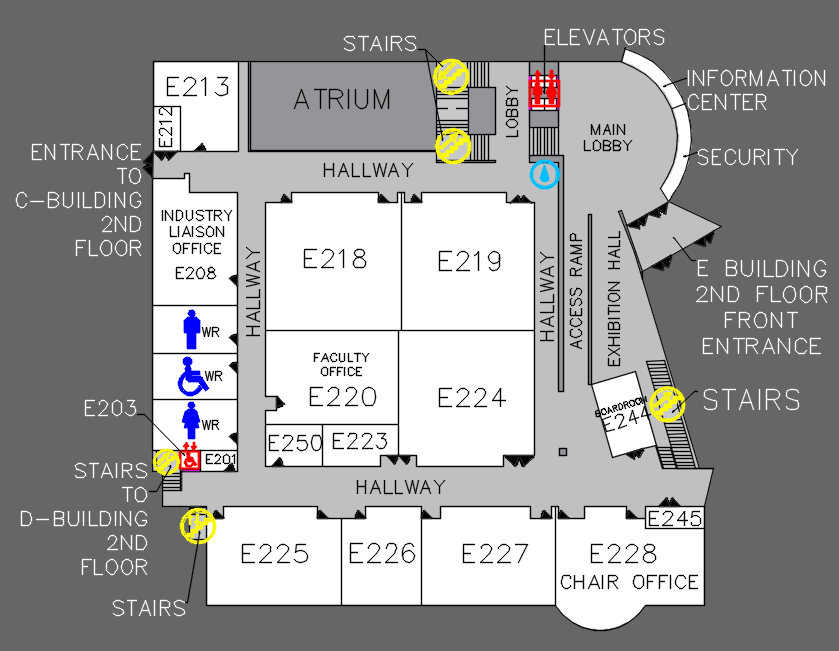 STAIRS
ELEVATORS
E213
E212
ATRIUM
LOBBY
MAIN
LOBBY
INFORMATION
CENTER
SECURITY
ENTRANCE
TO
C-BUILDING
2ND
FLOOR
HALLWAY
INDUSTRY
LIAISON
OFFICE
E208
HALLWAY
E218
E219
HALLWAY
ACCESS RAMP
EXHIBITION HALL
E BUILDING
2ND FLOOR
FRONT
ENTRANCE
WR
WR
WR
FACULTY
OFFICE
E220
E224
BOARDROOM
E244
STAIRS
E203
E201
E250
E223
STAIRS
TO
D-BUILDING
2ND
FLOOR
HALLWAY
E225
E226
E227
E228
CHAIR OFFICE
E245
STAIRS